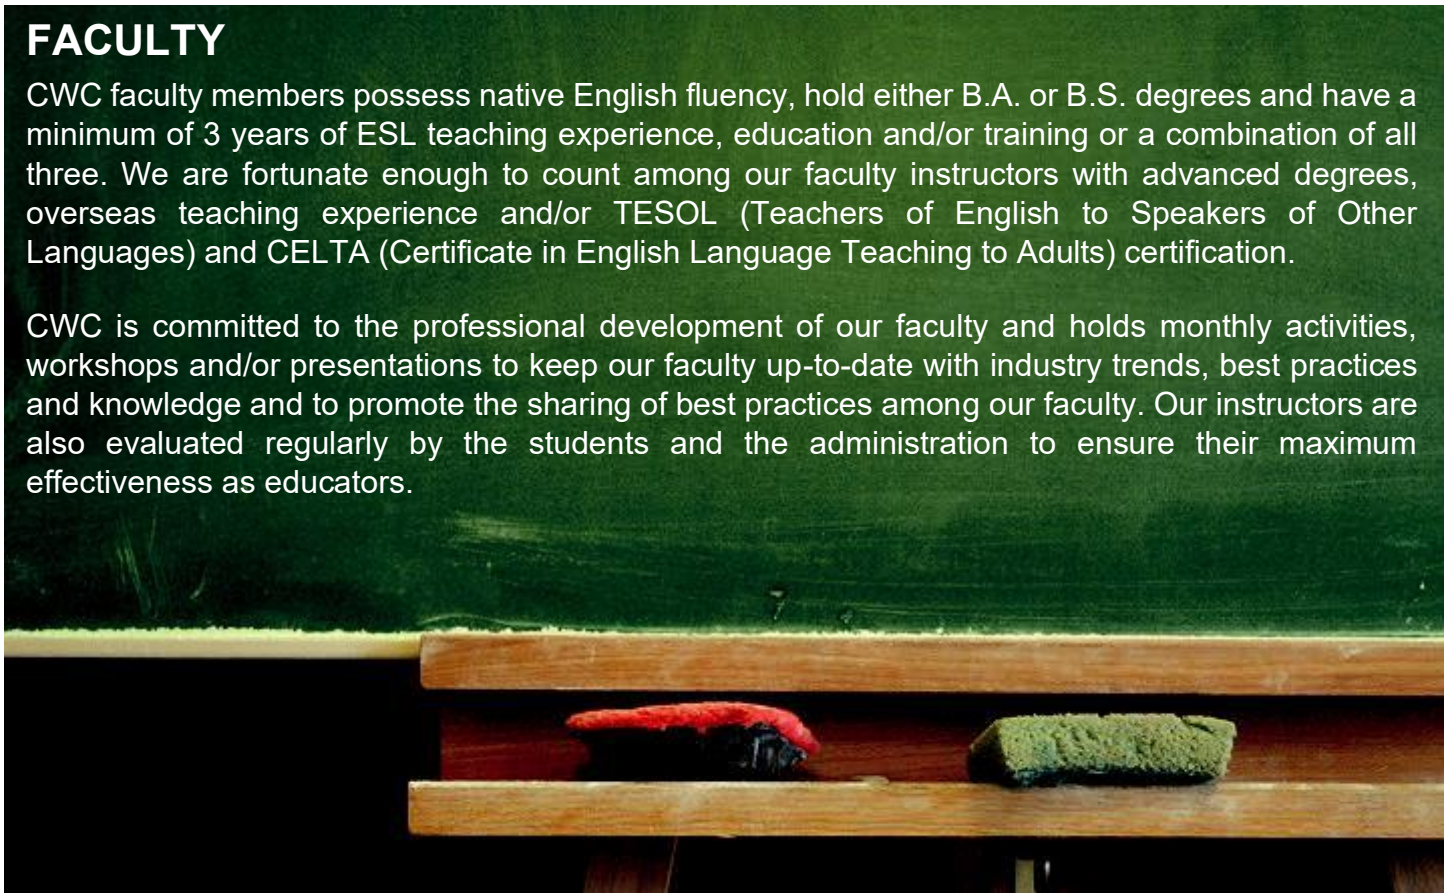 FACULTY
CWC faculty members possess native English fluency, hold either B.A. or B.S. degrees and have a
minimum of 3 years of ESL teaching experience, education and/or training or a combination of all
three. We are fortunate enough to count among our faculty instructors with advanced degrees,
overseas teaching experience and/or TESOL (Teachers of English to Speakers of Other
Languages) and CELTA (Certificate in English Language Teaching to Adults) certification.
CWC is committed to the professional development of our faculty and holds monthly activities,
workshops and/or presentations to keep our faculty up-to-date with industry trends, best practices
and knowledge and to promote the sharing of best practices among our faculty. Our instructors are
also evaluated regularly by the students and the administration to ensure their maximum
effectiveness as educators.